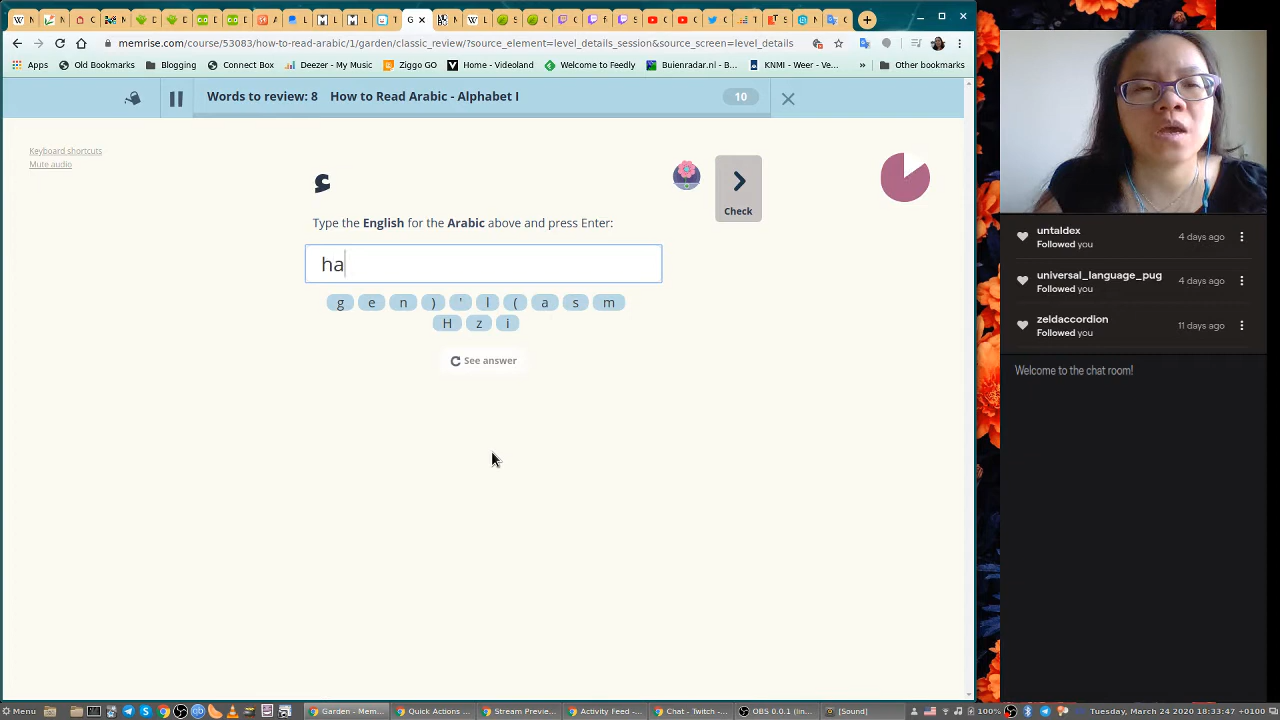 memrise.com/course/53083/how-to-read-arabic/1/garden/classic_review/?source_element=level_details_session&source_screen=level_details
Apps Old Bookmarks Blogging Connect Box Deezer - My Music Ziggo GO Home - Videoland Welcome to Feedly Buienradar.nl - B... KNMI - Weer - Ve... » Other bookmarks
Words to review: 8 How to Read Arabic - Alphabet I 10
Keyboard shortcuts
Mute audio
Check
Type the English for the Arabic above and press Enter:
ha
g e n ) ' l ( a s m
H z i
See answer
untaldex
Followed you
4 days ago
universal_language_pug
Followed you
4 days ago
zeldaccordion
Followed you
11 days ago
Welcome to the chat room!
Menu Garden - Mem... Quick Actions ... Stream Previe... Activity Feed -... Chat - Twitch -... OBS 0.0.1 (lin... [Sound] 100% Tuesday, March 24 2020 18:33:47 +0100